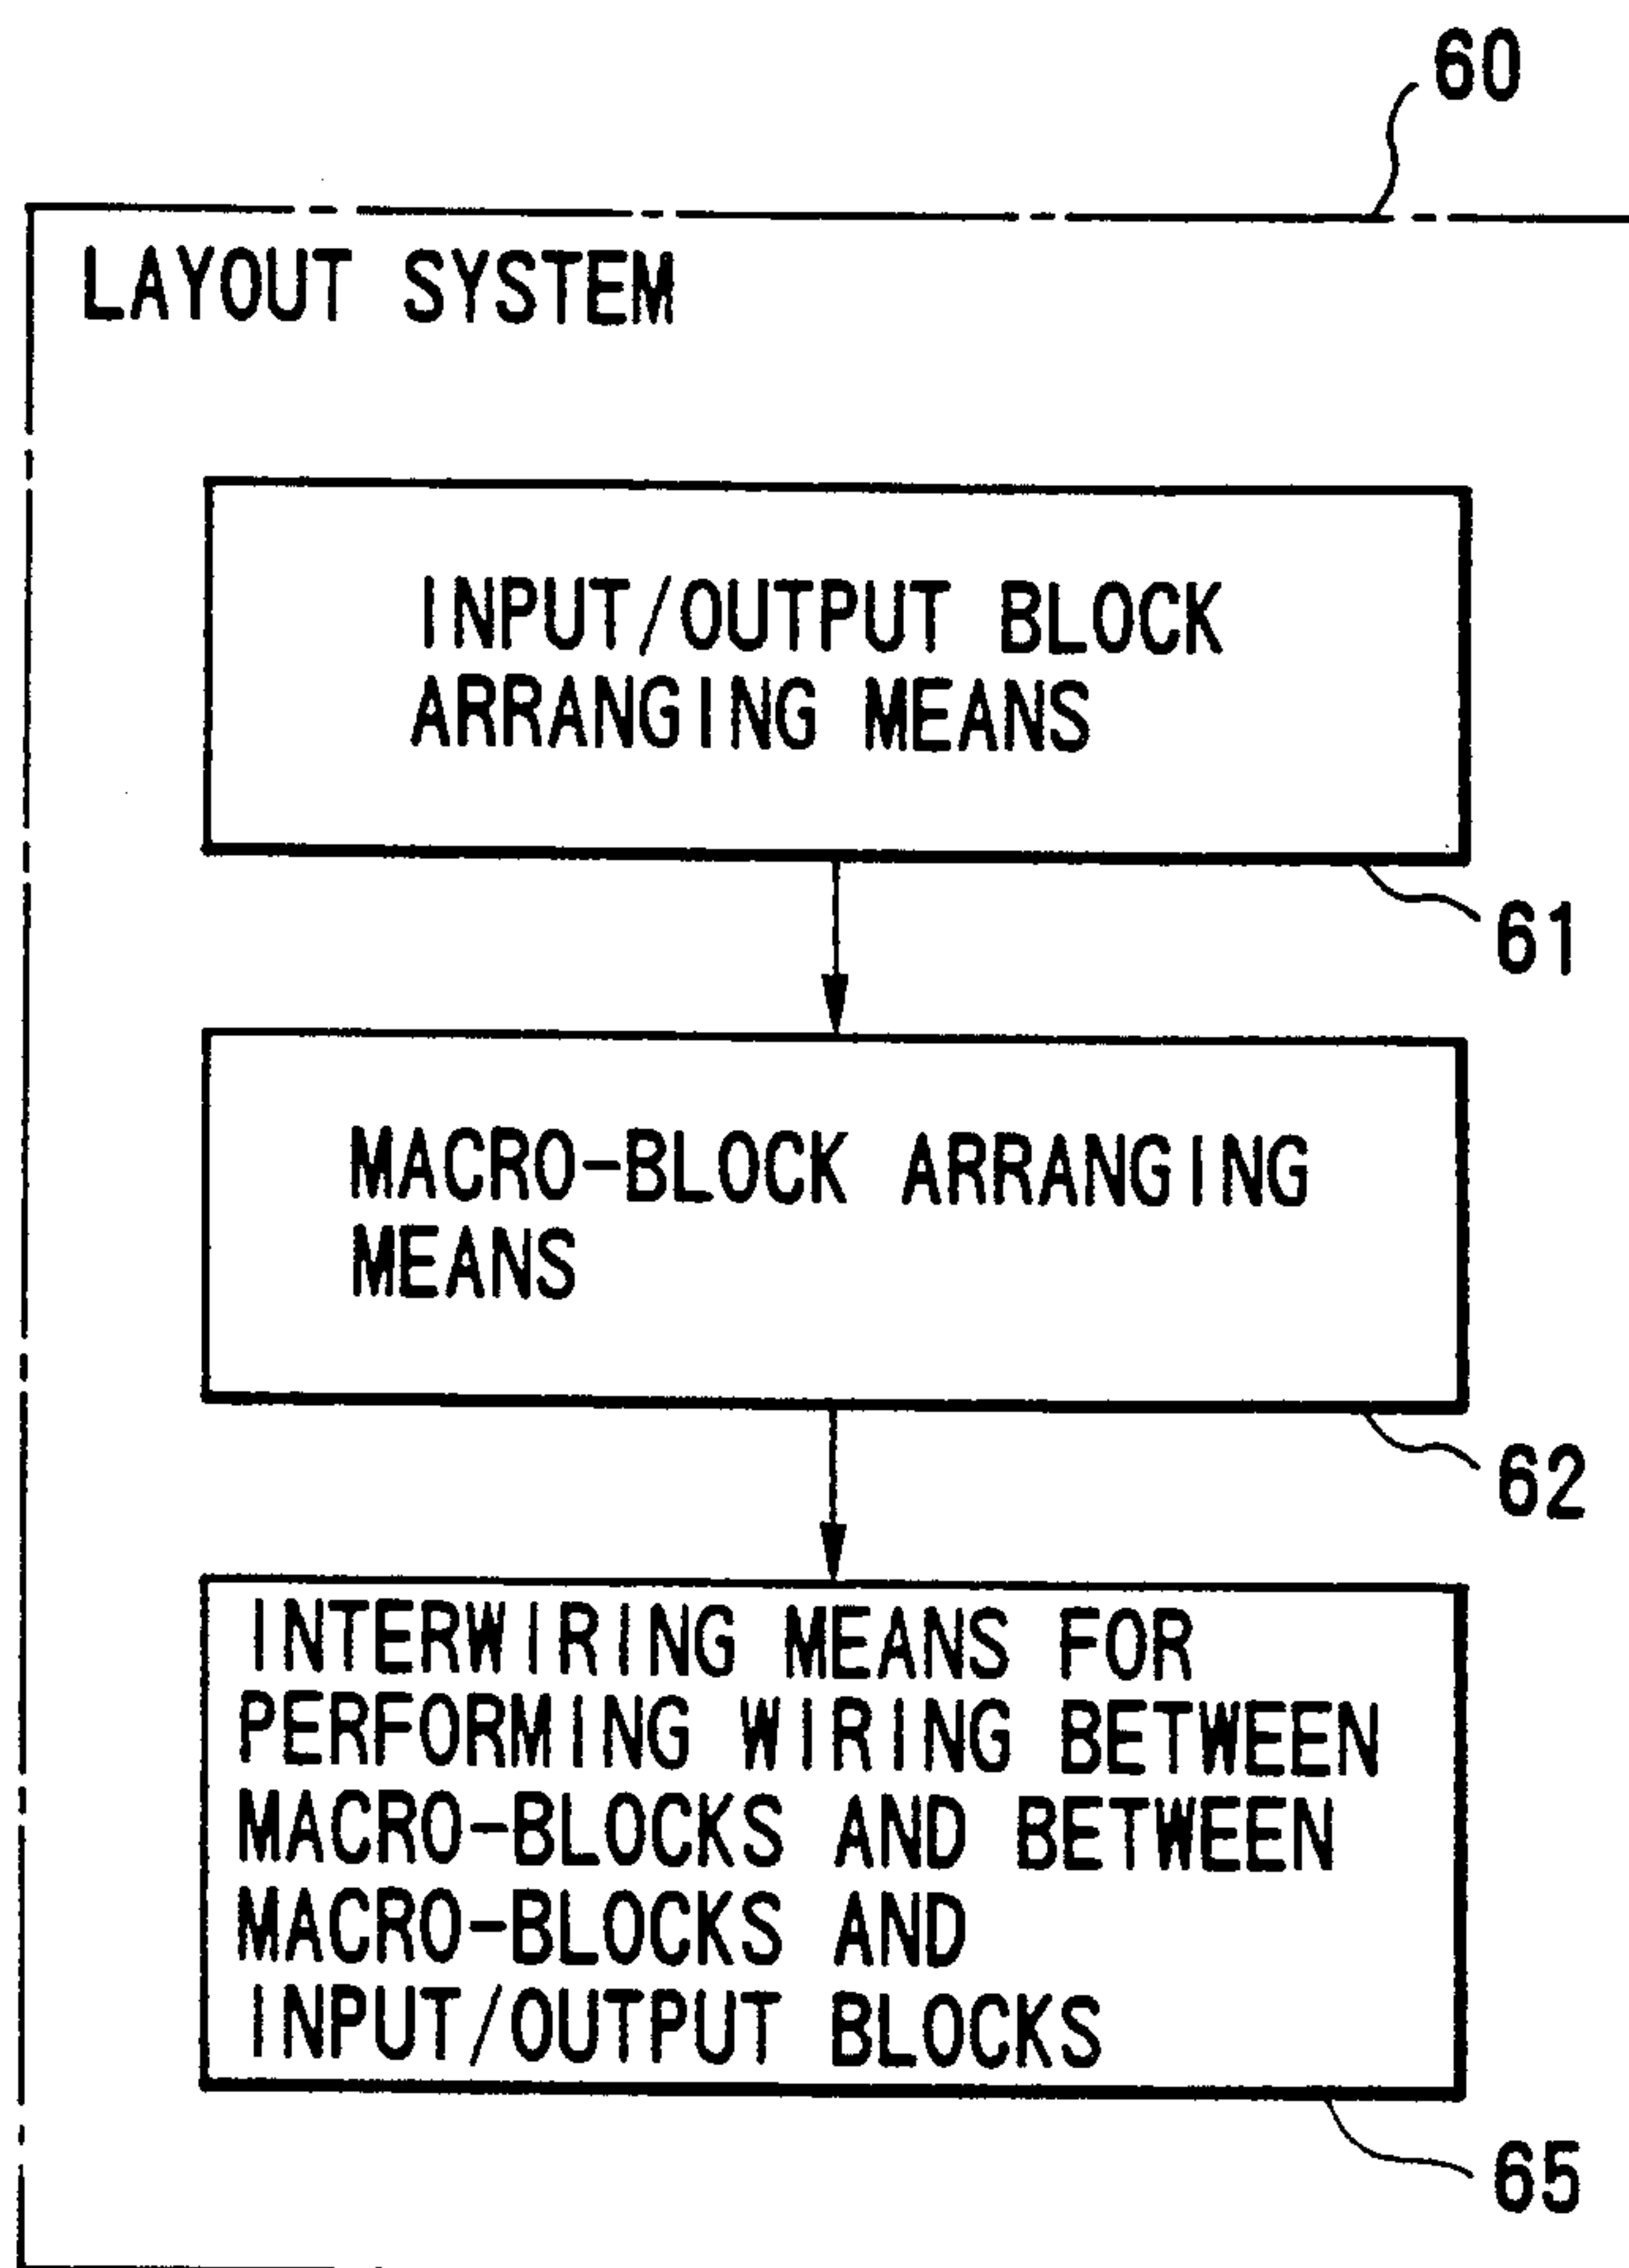 60
LAYOUT SYSTEM
INPUT/OUTPUT BLOCK
ARRANGING MEANS
61
MACRO-BLOCK ARRANGING
MEANS
62
INTERWIRING MEANS FOR
PERFORMING WIRING BETWEEN
MACRO-BLOCKS AND BETWEEN
MACRO-BLOCKS AND
INPUT/OUTPUT BLOCKS
65